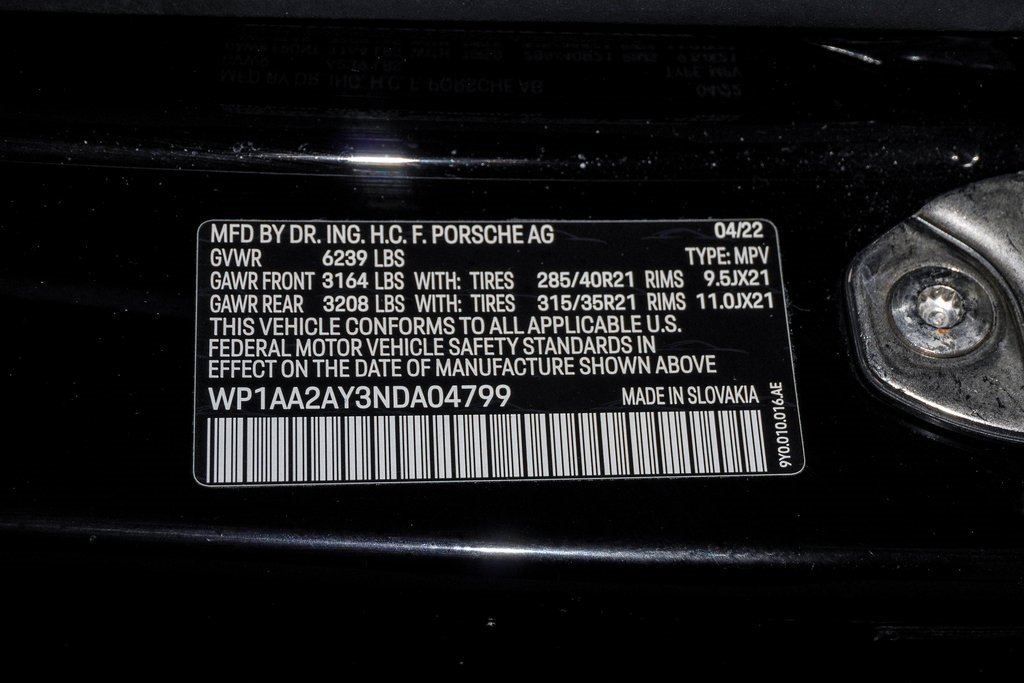 MFD BY DR. ING. H.C. F. PORSCHE AG 04/22
GVWR 6239 LBS TYPE: MPV
GAWR FRONT 3164 LBS WITH: TIRES 285/40R21 RIMS 9.5JX21
GAWR REAR 3208 LBS WITH: TIRES 315/35R21 RIMS 11.0JX21
THIS VEHICLE CONFORMS TO ALL APPLICABLE U.S.
FEDERAL MOTOR VEHICLE SAFETY STANDARDS IN
EFFECT ON THE DATE OF MANUFACTURE SHOWN ABOVE
WP1AA2AY3NDA04799 MADE IN SLOVAKIA
9Y0.010.016.AE